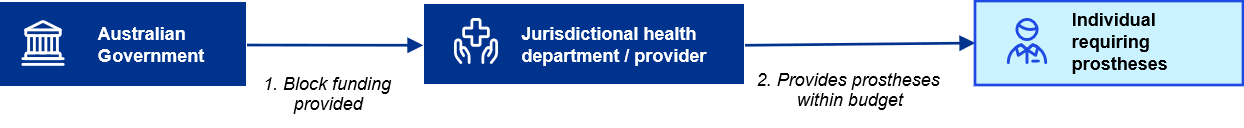 Australian
Government
1. Block funding
provided
Jurisdictional health
department / provider
2. Provides prostheses
within budget
Individual
requiring
prostheses